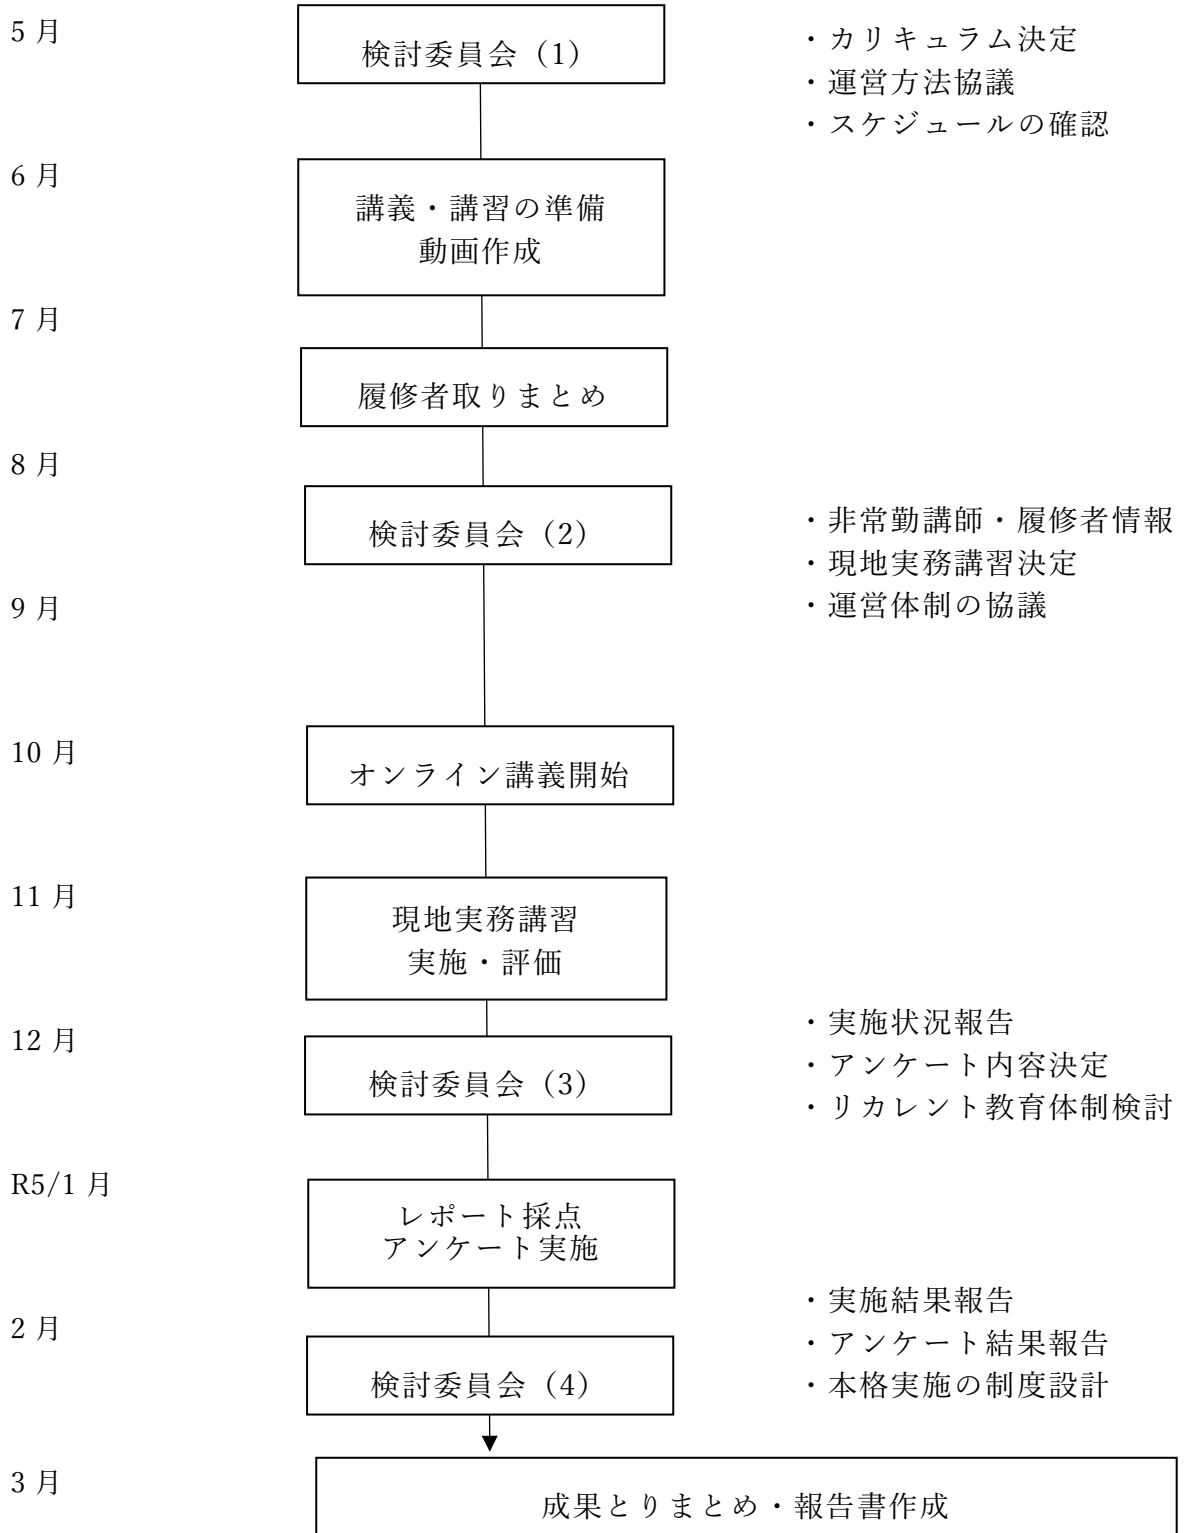 5 月
検討委員会（1）
・カリキュラム決定
・運営方法協議
・スケジュールの確認
6 月
講義・講習の準備
動画作成
7 月
履修者取りまとめ
8 月
検討委員会（2）
・非常勤講師・履修者情報
・現地実務講習決定
・運営体制の協議
9 月
10 月
オンライン講義開始
11 月
現地実務講習
実施・評価
12 月
検討委員会（3）
・実施状況報告
・アンケート内容決定
・リカレント教育体制検討
R5/1 月
レポート採点
アンケート実施
2 月
検討委員会（4）
・実施結果報告
・アンケート結果報告
・本格実施の制度設計
3 月
成果とりまとめ・報告書作成